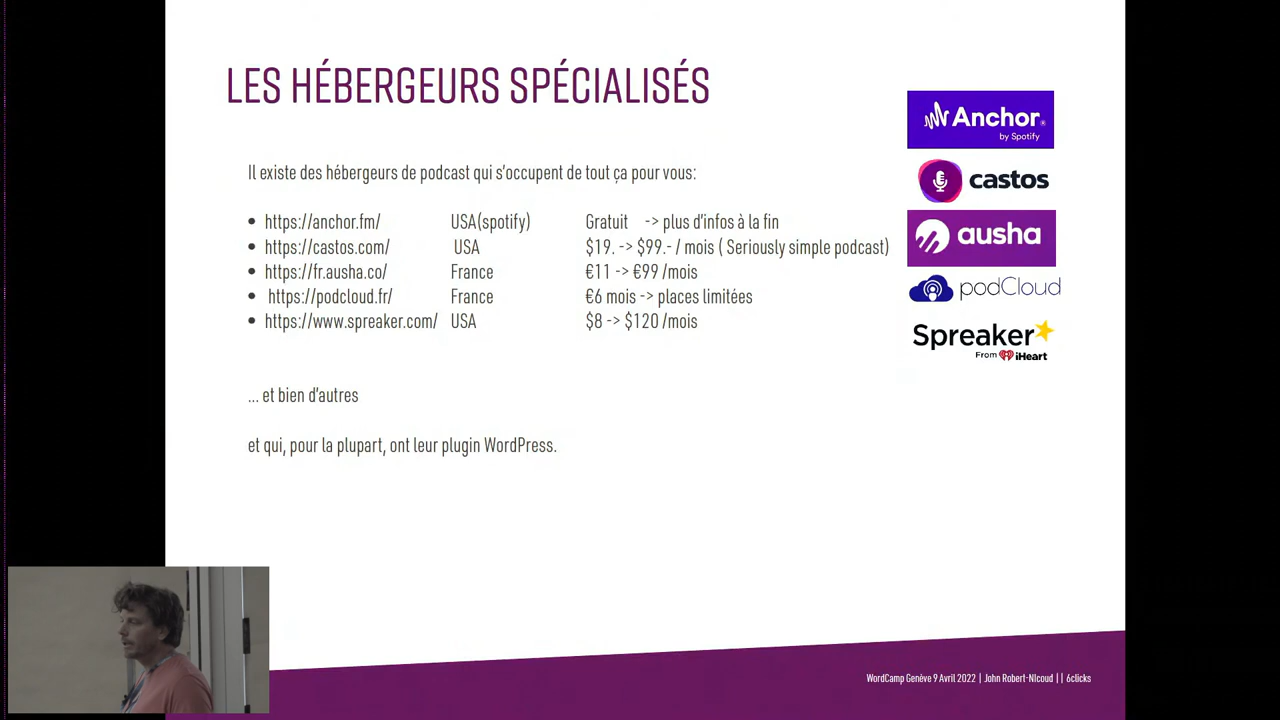 LES HÉBERGEURS SPÉCIALISÉS
Il existe des hébergeurs de podcast qui s'occupent de tout ça pour vous:
• https://anchor.fm/ USA(spotify) Gratuit -> plus d'infos à la fin
• https://castos.com/ USA $19. -> $99.- / mois ( Seriously simple podcast)
• https://fr.ausha.co/ France €11 -> €99 /mois
• https://podcloud.fr/ France €6 mois -> places limitées
• https://www.spreaker.com/ USA $8 -> $120 /mois
... et bien d'autres
et qui, pour la plupart, ont leur plugin WordPress.
Anchor®
by Spotify
castos
ausha
podCloud
Spreaker
From iHeart
WordCamp Genève 9 Avril 2022 | John Robert-NIcoud || 6clicks